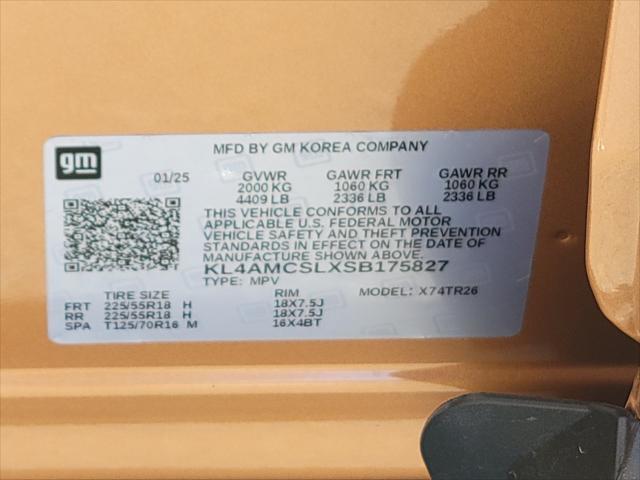 gm
MFD BY GM KOREA COMPANY
01/25 GVWR GAWR FRT GAWR RR
2000 KG 1060 KG 1060 KG
4409 LB 2336 LB 2336 LB
THIS VEHICLE CONFORMS TO ALL
APPLICABLE U.S. FEDERAL MOTOR
VEHICLE SAFETY AND THEFT PREVENTION
STANDARDS IN EFFECT ON THE DATE OF
MANUFACTURE SHOWN ABOVE.
KL4AMCSLXSB175827
TYPE: MPV MODEL: X74TR26
TIRE SIZE RIM
FRT 225/55R18 H 18X7.5J
RR 225/55R18 H 18X7.5J
SPA T125/70R16 M 16X4BT